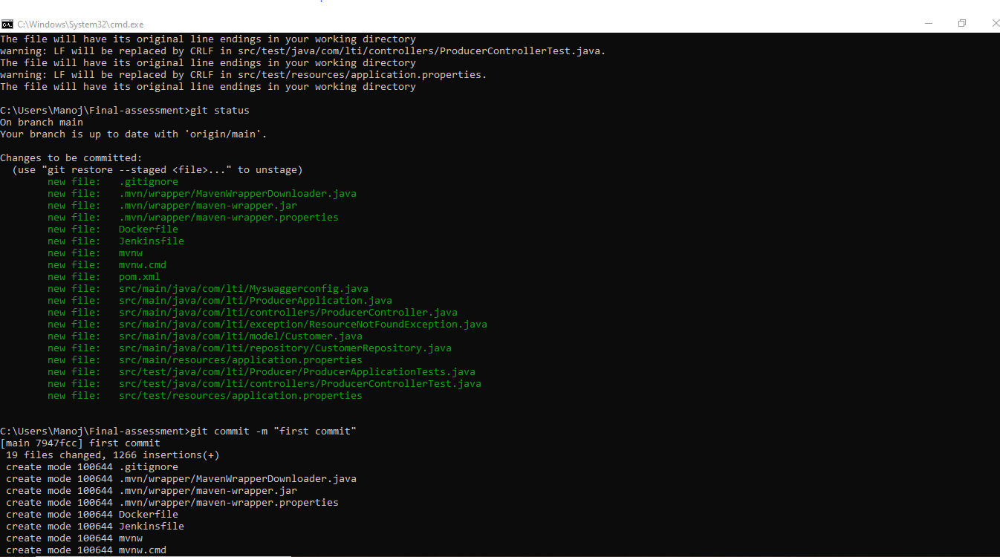 C:\Windows\System32\cmd.exe
The file will have its original line endings in your working directory
warning: LF will be replaced by CRLF in src/test/java/com/lti/controllers/ProducerControllerTest.java.
The file will have its original line endings in your working directory
warning: LF will be replaced by CRLF in src/test/resources/application.properties.
The file will have its original line endings in your working directory
C:\Users\Manoj\Final-assessment>git status
On branch main
Your branch is up to date with 'origin/main'.
Changes to be committed:
  (use "git restore --staged <file>..." to unstage)
        new file:   .gitignore
        new file:   .mvn/wrapper/MavenWrapperDownloader.java
        new file:   .mvn/wrapper/maven-wrapper.jar
        new file:   .mvn/wrapper/maven-wrapper.properties
        new file:   Dockerfile
        new file:   Jenkinsfile
        new file:   mvnw
        new file:   mvnw.cmd
        new file:   pom.xml
        new file:   src/main/java/com/lti/Myswaggerconfig.java
        new file:   src/main/java/com/lti/ProducerApplication.java
        new file:   src/main/java/com/lti/controllers/ProducerController.java
        new file:   src/main/java/com/lti/exception/ResourceNotFoundException.java
        new file:   src/main/java/com/lti/model/Customer.java
        new file:   src/main/java/com/lti/repository/CustomerRepository.java
        new file:   src/main/resources/application.properties
        new file:   src/test/java/com/lti/Producer/ProducerApplicationTests.java
        new file:   src/test/java/com/lti/controllers/ProducerControllerTest.java
        new file:   src/test/resources/application.properties
C:\Users\Manoj\Final-assessment>git commit -m "first commit"
[main 7947fcc] first commit
 19 files changed, 1266 insertions(+)
 create mode 100644 .gitignore
 create mode 100644 .mvn/wrapper/MavenWrapperDownloader.java
 create mode 100644 .mvn/wrapper/maven-wrapper.jar
 create mode 100644 .mvn/wrapper/maven-wrapper.properties
 create mode 100644 Dockerfile
 create mode 100644 Jenkinsfile
 create mode 100644 mvnw
 create mode 100644 mvnw.cmd